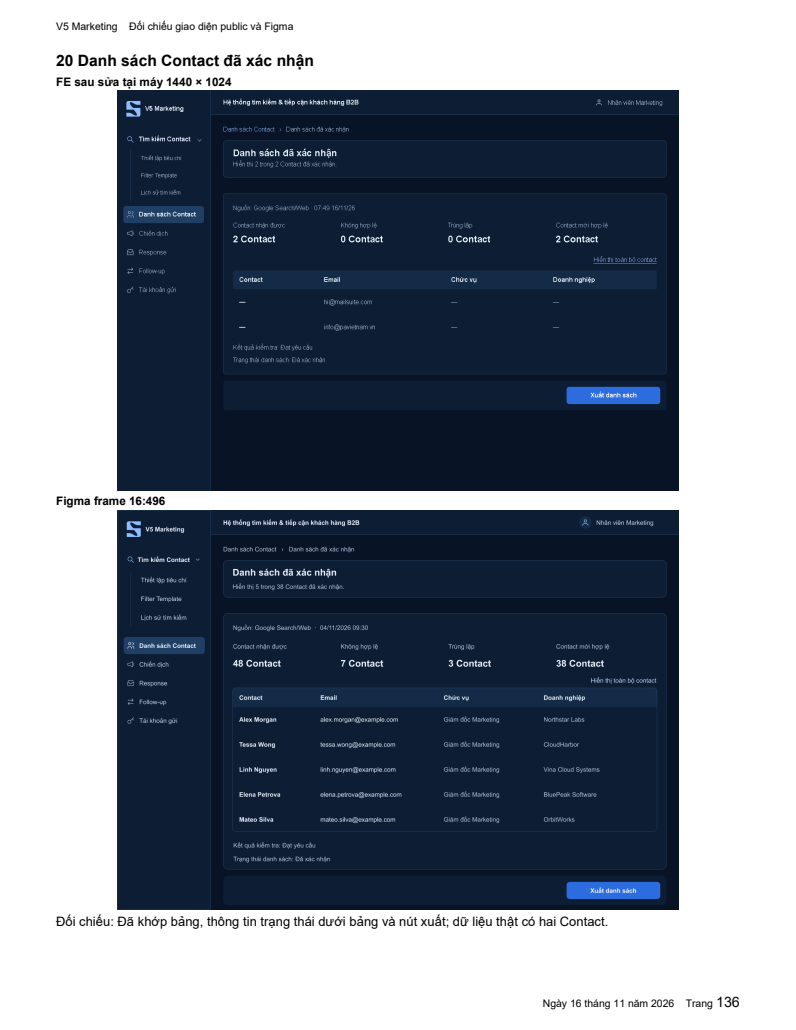 V5 Marketing Đối chiếu giao diện public và Figma
20 Danh sách Contact đã xác nhận
FE sau sửa tại máy 1440 × 1024
V5 Marketing
Hệ thống tìm kiếm & tiếp cận khách hàng B2B
Nhân viên Marketing
Tìm kiếm Contact
Thiết lập tiêu chí
Filter Template
Lịch sử tìm kiếm
Danh sách Contact
Chiến dịch
Response
Follow-up
Tài khoản gửi
Danh sách Contact › Danh sách đã xác nhận
Danh sách đã xác nhận
Hiển thị 2 trong 2 Contact đã xác nhận.
Nguồn: Google Search/Web · 07:49 16/11/26
Contact nhận được Không hợp lệ Trùng lặp Contact mới hợp lệ
2 Contact 0 Contact 0 Contact 2 Contact
Hiển thị toàn bộ contact
Contact Email Chức vụ Doanh nghiệp
— hi@mailsuite.com — —
— info@pavietnam.vn — —
Kết quả kiểm tra: Đạt yêu cầu
Trạng thái danh sách: Đã xác nhận
Xuất danh sách
Figma frame 16:496
V5 Marketing
Hệ thống tìm kiếm & tiếp cận khách hàng B2B
Nhân viên Marketing
Tìm kiếm Contact
Thiết lập tiêu chí
Filter Template
Lịch sử tìm kiếm
Danh sách Contact
Chiến dịch
Response
Follow-up
Tài khoản gửi
Danh sách Contact › Danh sách đã xác nhận
Danh sách đã xác nhận
Hiển thị 5 trong 38 Contact đã xác nhận.
Nguồn: Google Search/Web · 04/11/2026 09:30
Contact nhận được Không hợp lệ Trùng lặp Contact mới hợp lệ
48 Contact 7 Contact 3 Contact 38 Contact
Hiển thị toàn bộ contact
Contact Email Chức vụ Doanh nghiệp
Alex Morgan alex.morgan@example.com Giám đốc Marketing Northstar Labs
Tessa Wong tessa.wong@example.com Giám đốc Marketing CloudHarbor
Linh Nguyen linh.nguyen@example.com Giám đốc Marketing Vina Cloud Systems
Elena Petrova elena.petrova@example.com Giám đốc Marketing BluePeak Software
Mateo Silva mateo.silva@example.com Giám đốc Marketing OrbitWorks
Kết quả kiểm tra: Đạt yêu cầu
Trạng thái danh sách: Đã xác nhận
Xuất danh sách
Đối chiếu: Đã khớp bảng, thông tin trạng thái dưới bảng và nút xuất; dữ liệu thật có hai Contact.
Ngày 16 tháng 11 năm 2026 Trang 136